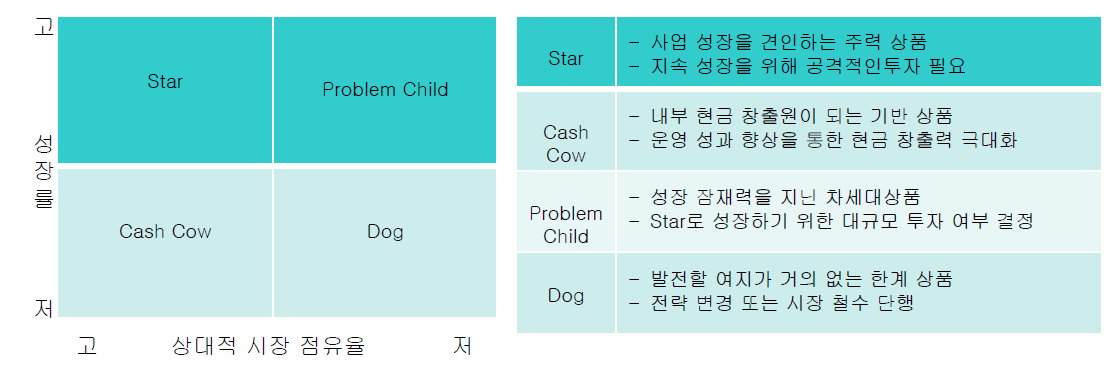 고
성
장
률
저
Star
Problem Child
Cash Cow
Dog
고 상대적 시장 점유율 저
Star
- 사업 성장을 견인하는 주력 상품
- 지속 성장을 위해 공격적인투자 필요
Cash
Cow
- 내부 현금 창출원이 되는 기반 상품
- 운영 성과 향상을 통한 현금 창출력 극대화
Problem
Child
- 성장 잠재력을 지닌 차세대상품
- Star로 성장하기 위한 대규모 투자 여부 결정
Dog
- 발전할 여지가 거의 없는 한계 상품
- 전략 변경 또는 시장 철수 단행